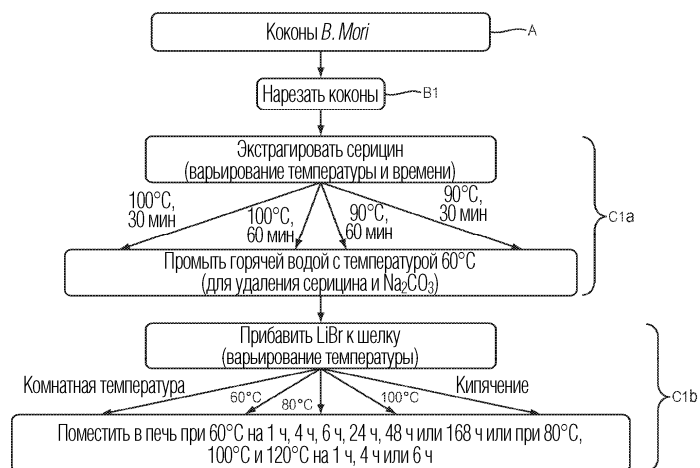 Коконы B. Mori
A
Нарезать коконы
B1
Экстрагировать серицин
(варьирование температуры и времени)
100°C,
30 мин
100°C,
60 мин
90°C,
60 мин
90°C,
30 мин
C1a
Промыть горячей водой с температурой 60°C
(для удаления серицина и Na₂CO₃)
Прибавить LiBr к шелку
(варьирование температуры)
Комнатная температура
60°C
80°C
100°C
Кипячение
C1b
Поместить в печь при 60°C на 1 ч, 4 ч, 6 ч, 24 ч, 48 ч или 168 ч или при 80°C,
100°C и 120°C на 1 ч, 4 ч или 6 ч